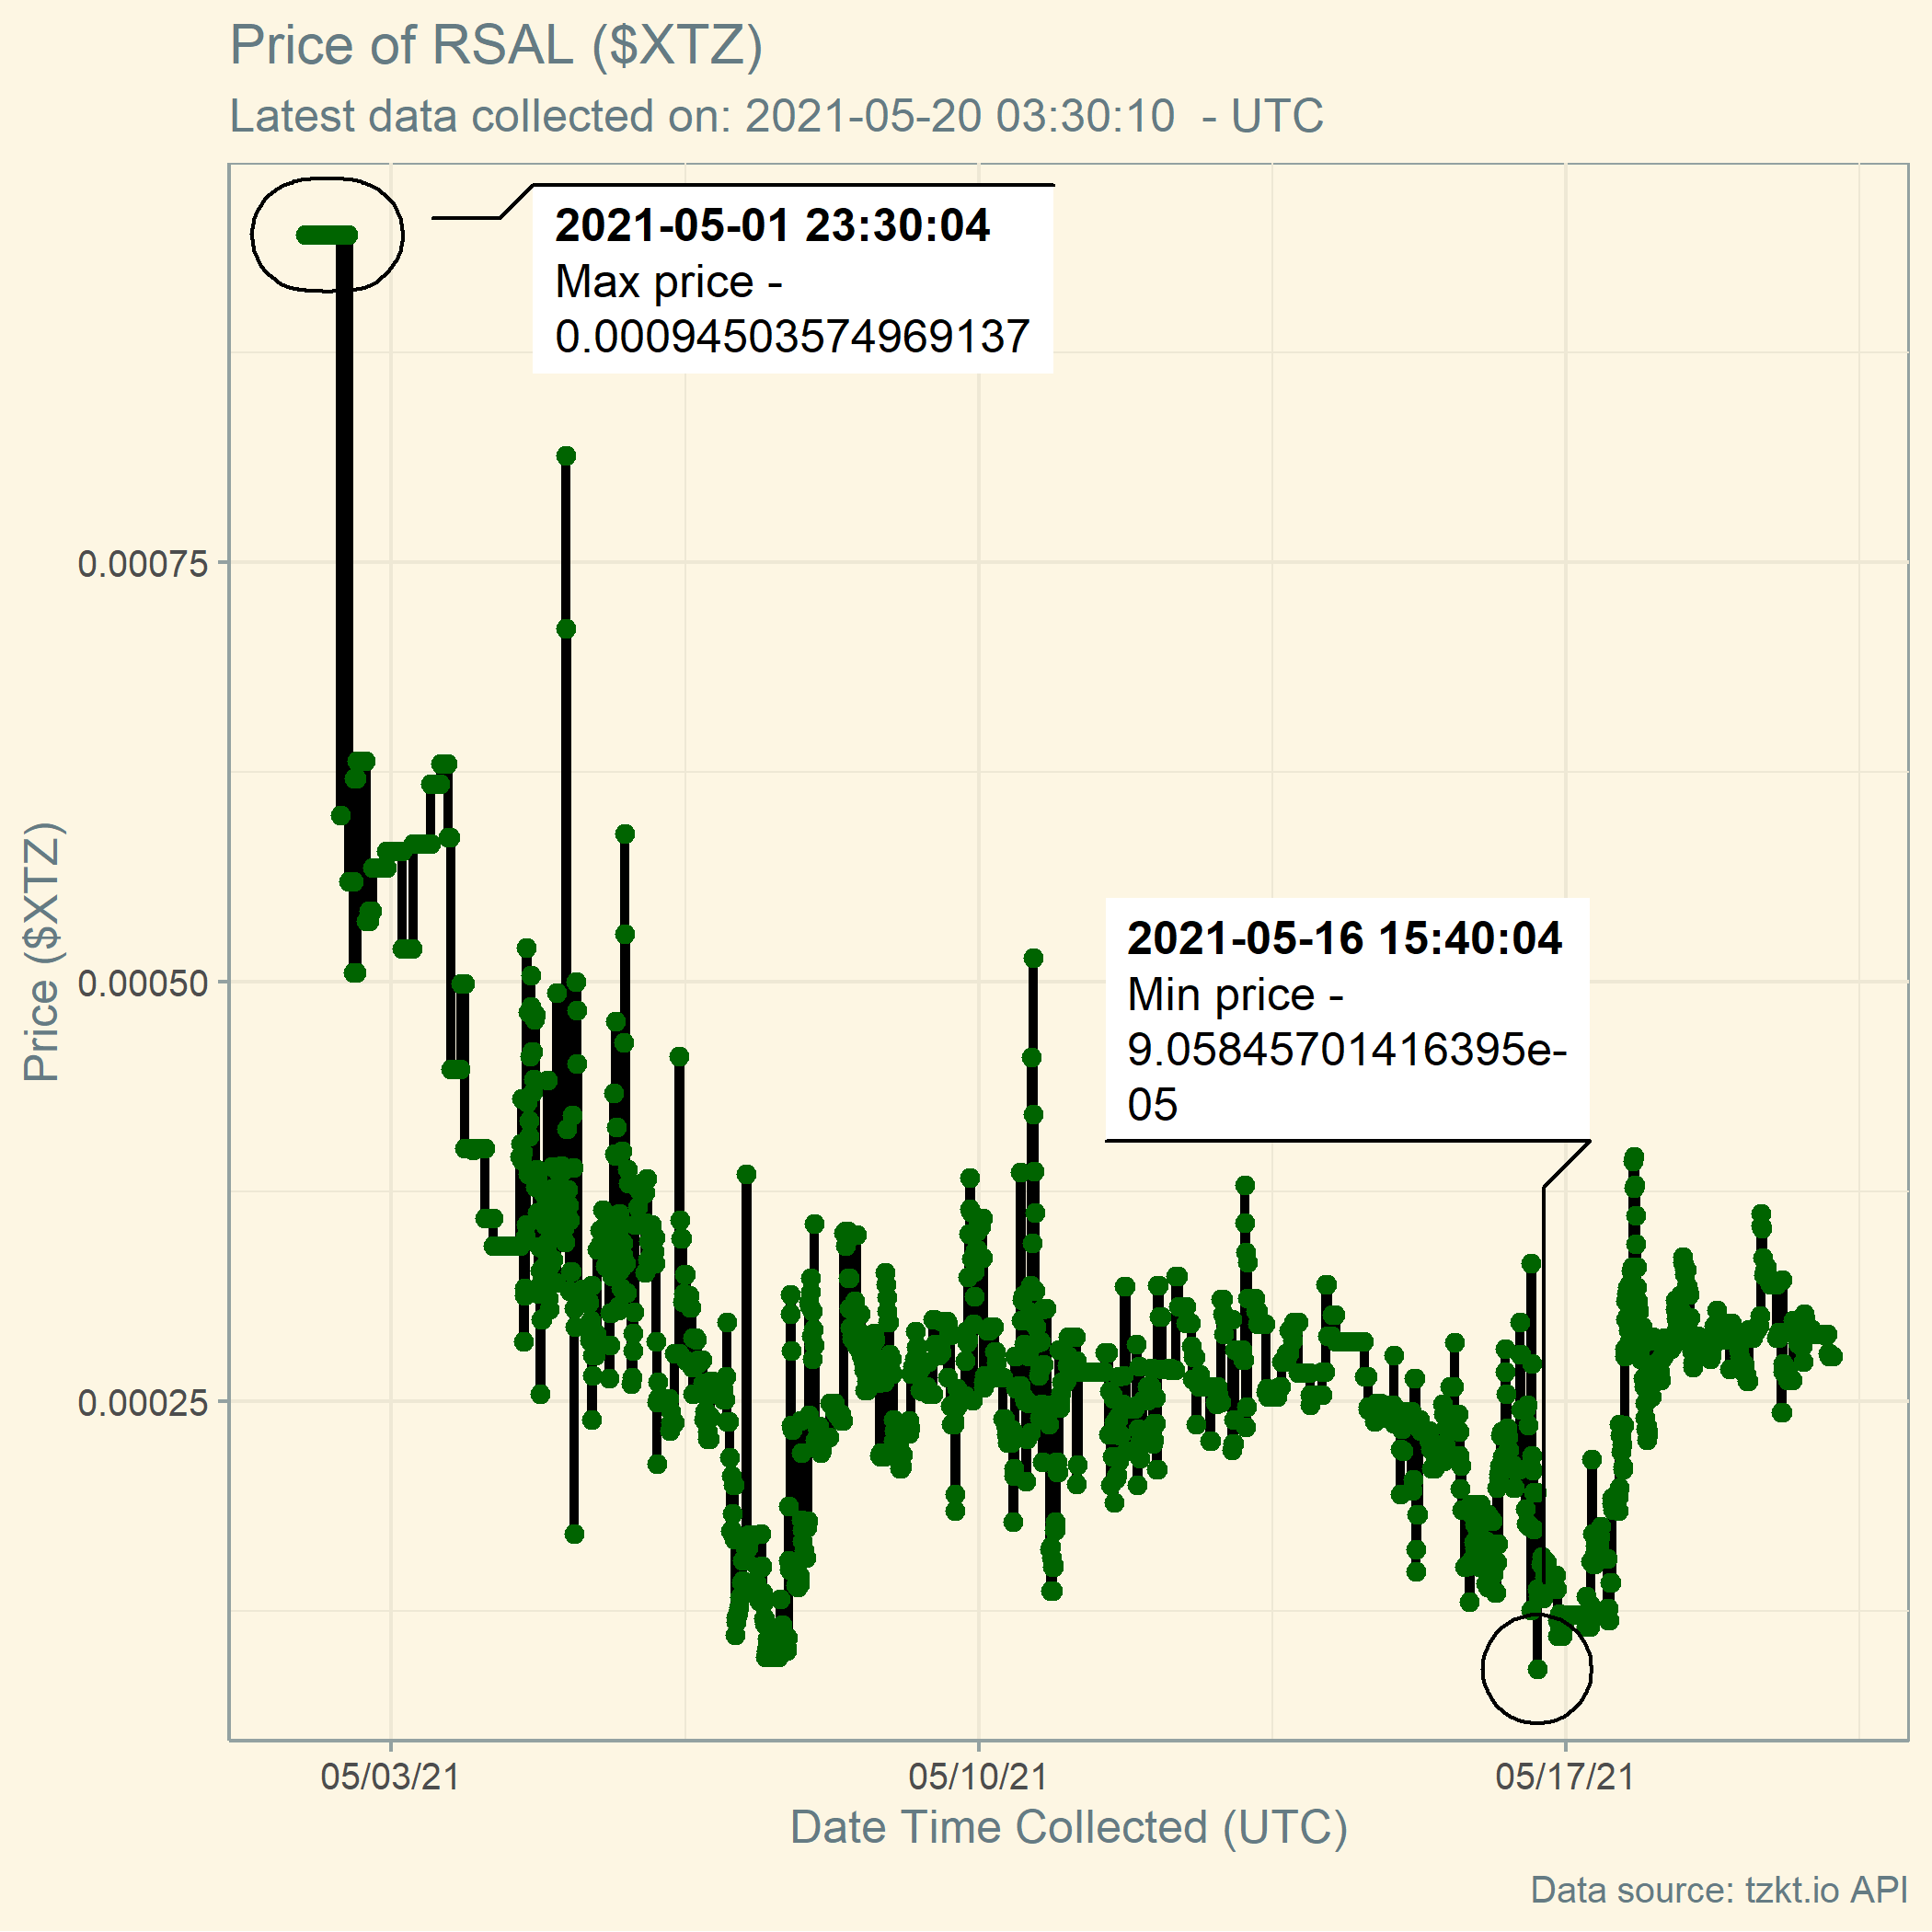 Price of RSAL ($XTZ)
Latest data collected on: 2021-05-20 03:30:10  - UTC
2021-05-01 23:30:04
Max price -
0.000945035749691​37
0.00075
Price ($XTZ)
2021-05-16 15:40:04
Min price -
9.05845701416395e-
05
0.00050
0.00025
05/03/21
05/10/21
05/17/21
Date Time Collected (UTC)
Data source: tzkt.io API